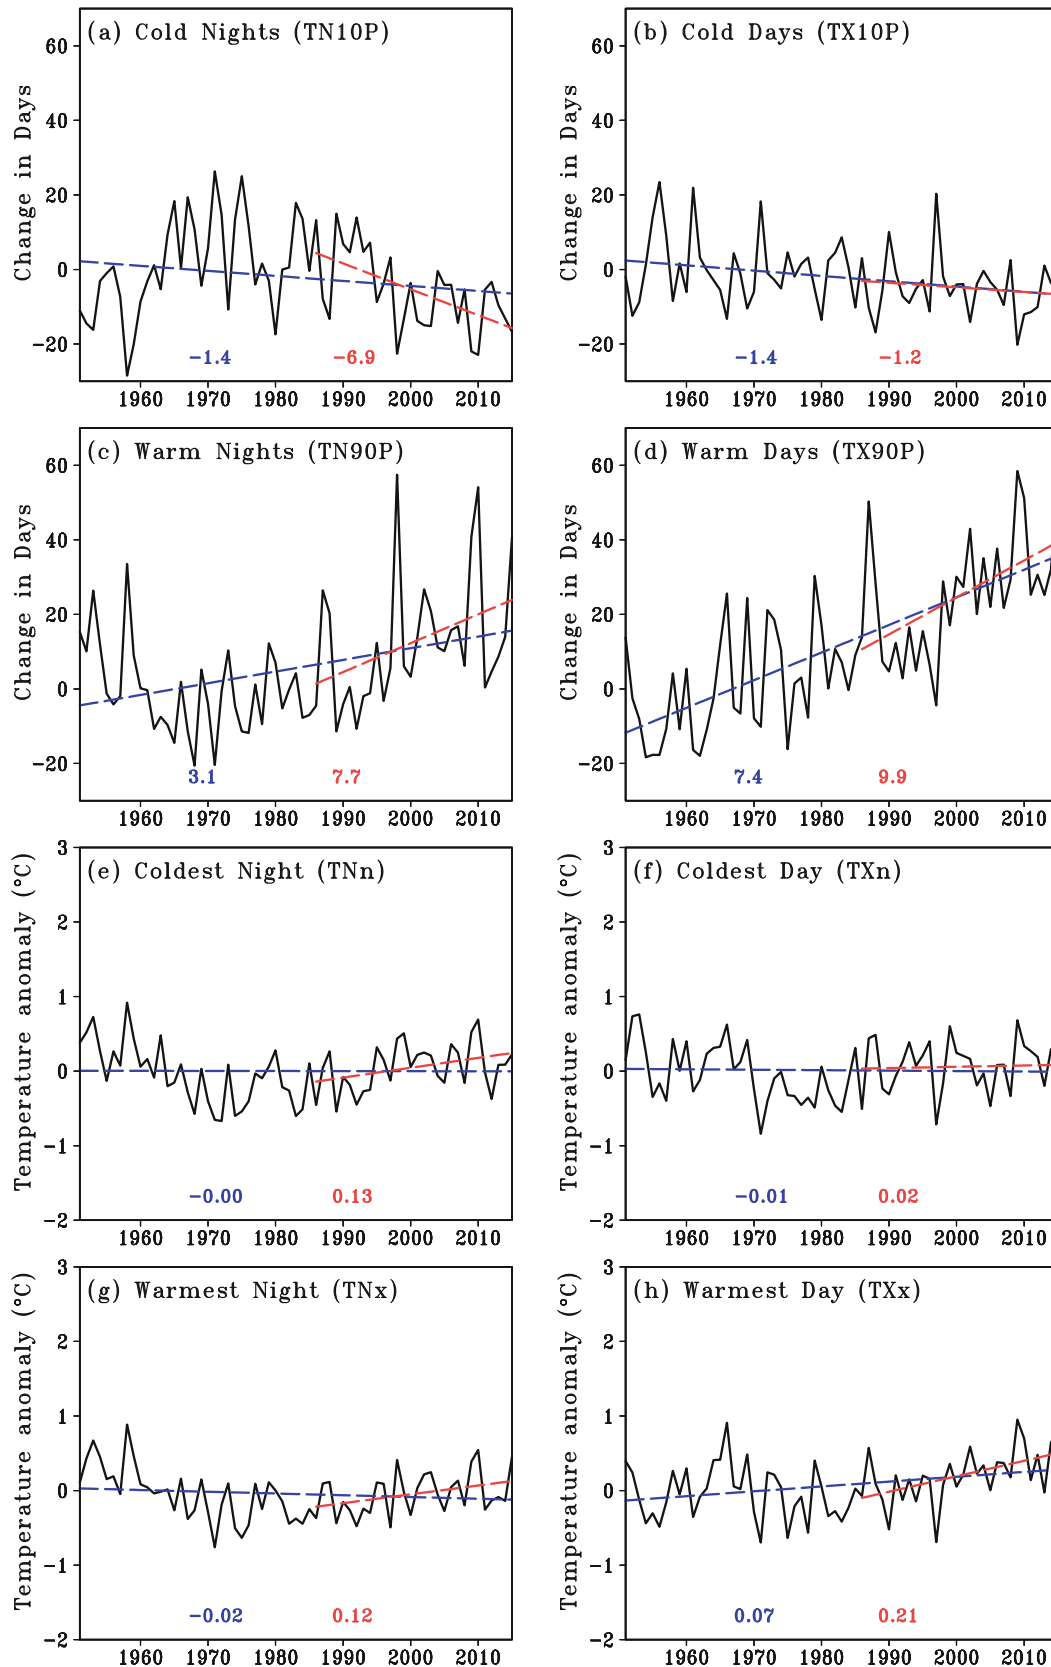 (a) Cold Nights (TN10P)
Change in Days
60
40
20
0
−20
−1.4
−6.9
1960 1970 1980 1990 2000 2010
(b) Cold Days (TX10P)
Change in Days
60
40
20
0
−20
−1.4
−1.2
1960 1970 1980 1990 2000 2010
(c) Warm Nights (TN90P)
Change in Days
60
40
20
0
−20
3.1
7.7
1960 1970 1980 1990 2000 2010
(d) Warm Days (TX90P)
Change in Days
60
40
20
0
−20
7.4
9.9
1960 1970 1980 1990 2000 2010
(e) Coldest Night (TNn)
Temperature anomaly (°C)
3
2
1
0
−1
−2
−0.00
0.13
1960 1970 1980 1990 2000 2010
(f) Coldest Day (TXn)
Temperature anomaly (°C)
3
2
1
0
−1
−2
−0.01
0.02
1960 1970 1980 1990 2000 2010
(g) Warmest Night (TNx)
Temperature anomaly (°C)
3
2
1
0
−1
−2
−0.02
0.12
1960 1970 1980 1990 2000 2010
(h) Warmest Day (TXx)
Temperature anomaly (°C)
3
2
1
0
−1
−2
0.07
0.21
1960 1970 1980 1990 2000 2010